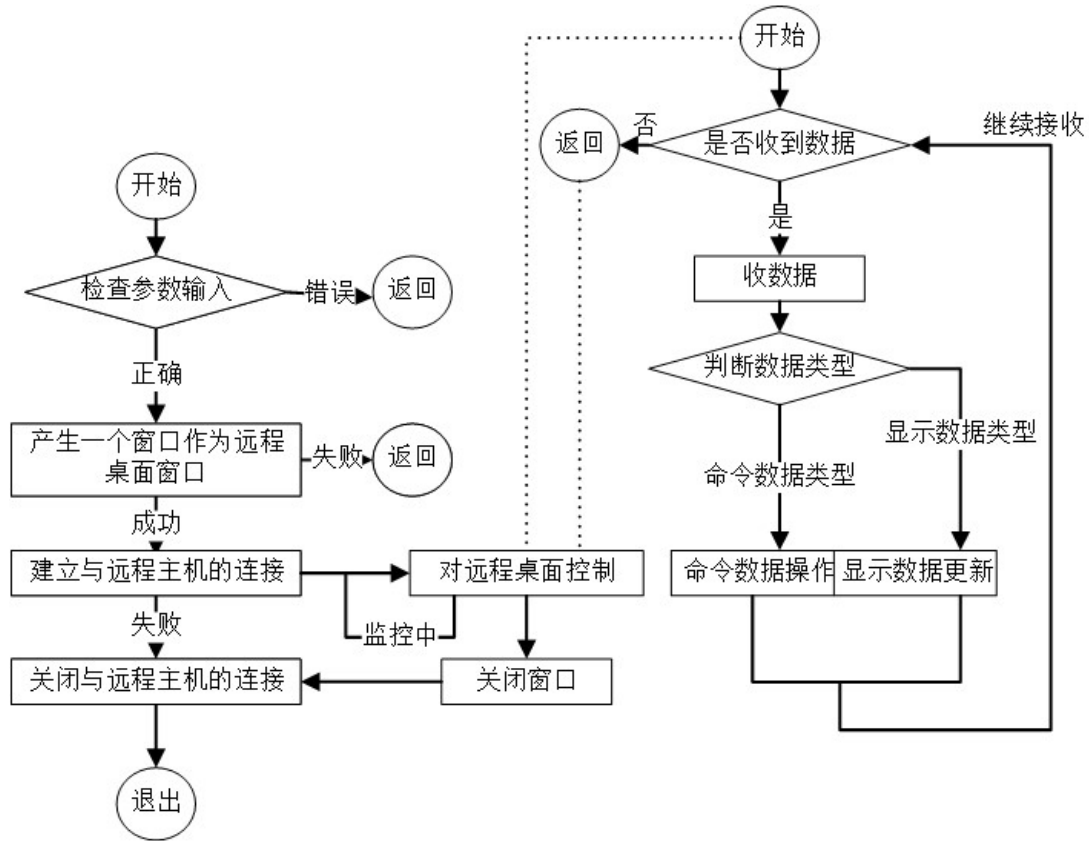 开始
否
继续接收
返回
是否收到数据
开始
是
收数据
检查参数输入
错误
返回
判断数据类型
正确
显示数据类型
产生一个窗口作为远程
桌面窗口
失败
返回
命令数据类型
成功
建立与远程主机的连接
对远程桌面控制
命令数据操作
显示数据更新
失败
监控中
关闭与远程主机的连接
关闭窗口
退出